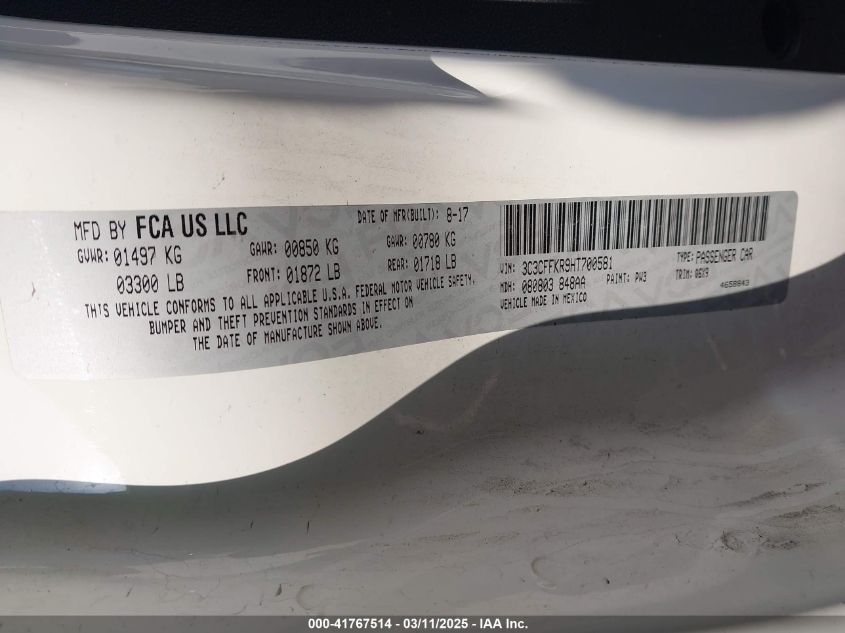 MFD BY FCA US LLC DATE OF MFR(BUILT): 8-17
GVWR: 01497 KG GAWR: 00850 KG GAWR: 00780 KG
03300 LB FRONT: 01872 LB REAR: 01718 LB
THIS VEHICLE CONFORMS TO ALL APPLICABLE U.S.A. FEDERAL MOTOR VEHICLE SAFETY,
BUMPER AND THEFT PREVENTION STANDARDS IN EFFECT ON
THE DATE OF MANUFACTURE SHOWN ABOVE.
VIN: 3C3CFFKR9HT700581 TYPE: PASSENGER CAR
MDH: 080803 848AA PAINT: PW3 TRIM:
VEHICLE MADE IN MEXICO 4658843
000-41767514 - 03/11/2025 - IAA Inc.